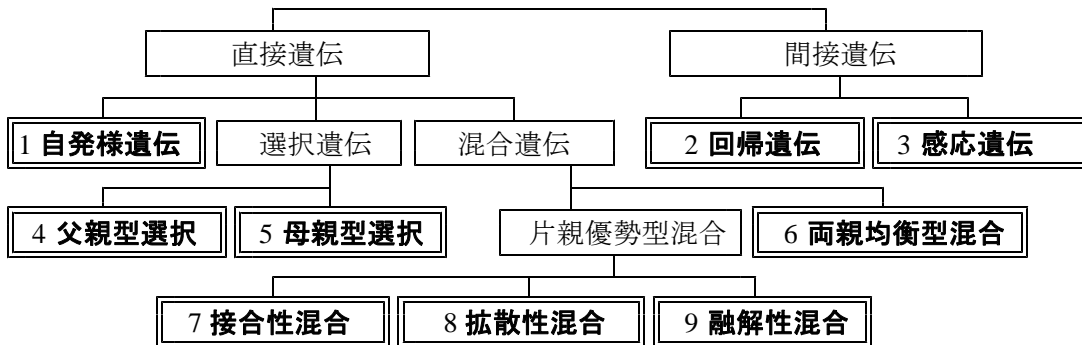 直接遺伝 間接遺伝
1 自発様遺伝 選択遺伝 混合遺伝 2 回帰遺伝 3 感応遺伝
4 父親型選択 5 母親型選択 片親優勢型混合 6 両親均衡型混合
7 接合性混合 8 拡散性混合 9 融解性混合